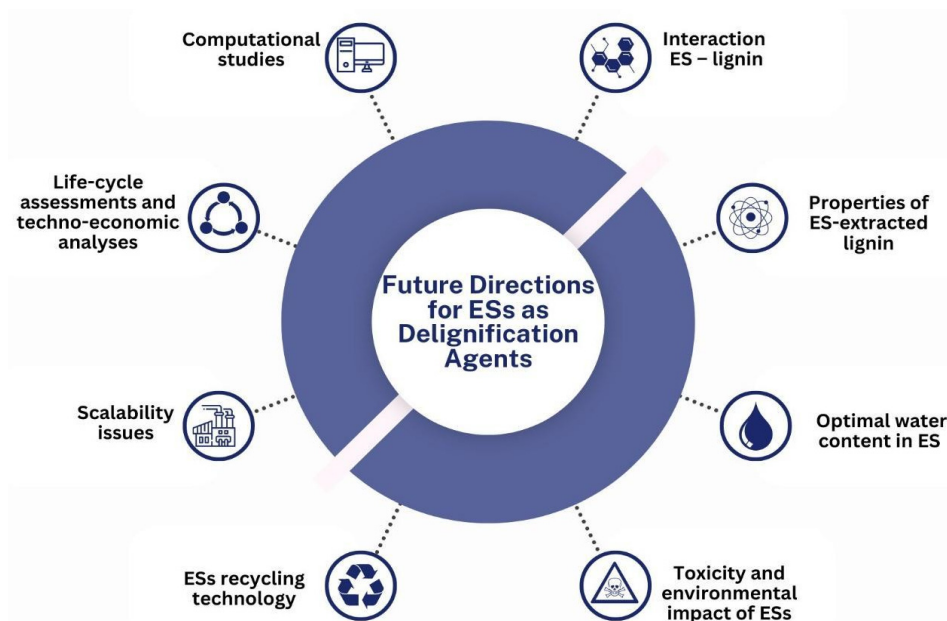 Computational
studies
Interaction
ES – lignin
Life-cycle
assessments and
techno-economic
analyses
Properties of
ES-extracted
lignin
Future Directions
for ESs as
Delignification
Agents
Scalability
issues
Optimal water
content in ES
ESs recycling
technology
Toxicity and
environmental
impact of ESs